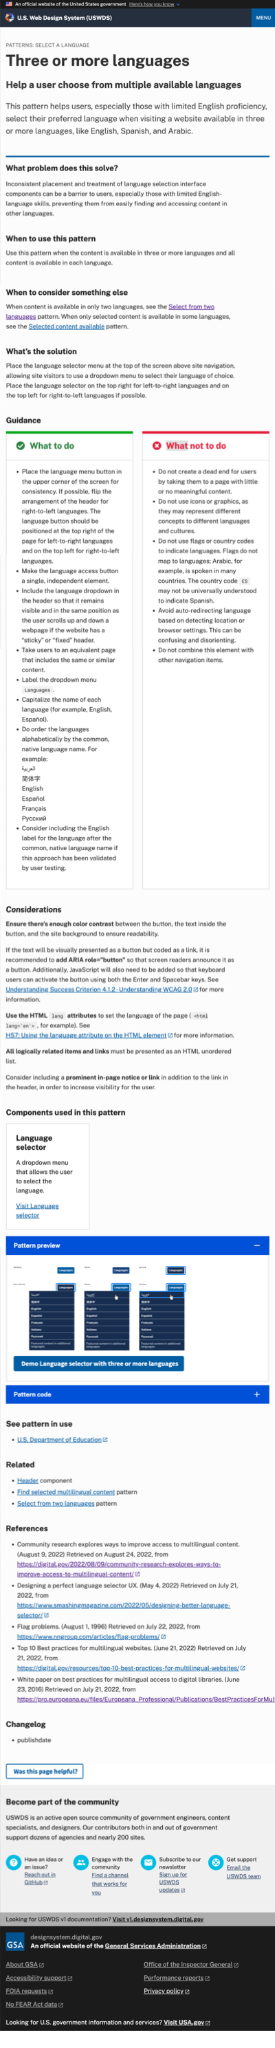 An official website of the United States government Here's how you know
U.S. Web Design System (USWDS)
MENU
PATTERNS: SELECT A LANGUAGE
Three or more languages
Help a user choose from multiple available languages
This pattern helps users, especially those with limited English proficiency,
select their preferred language when visiting a website available in three
or more languages, like English, Spanish, and Arabic.
What problem does this solve?
Inconsistent placement and treatment of language selection interface
components can be a barrier to users, especially those with limited English-
language skills, preventing them from easily finding and accessing content in
other languages.
When to use this pattern
Use this pattern when the content is available in three or more languages and all
content is available in each language.
When to consider something else
When content is available in only two languages, see the Select from two
languages pattern. When only selected content is available in some languages,
see the Selected content available pattern.
What's the solution
Place the language menu selector at the top of the screen above site navigation,
allowing site visitors to use a dropdown menu to select their language of choice.
Place the language selector on the top right for left-to-right languages and on
the top left for right-to-left languages if possible.
Guidance
What to do
• Place the language menu button in
the upper corner of the screen for
consistency. If possible, flip the
arrangement of the header for
right-to-left languages. The
language button should be
positioned at the top right of the
page for left-to-right languages
and on the top left for right-to-left
languages.
• Make the language access button
a single, independent element.
• Include the language dropdown in
the header so that it remains
visible and in the same position as
the user scrolls up and down a
webpage if the website has a
"sticky" or "fixed" header.
• Take users to an equivalent page
that includes the same or similar
content.
• Label the dropdown menu
Languages .
• Capitalize the name of each
language (for example, English,
Español).
• Do order the languages
alphabetically by the common,
native language name. For
example:
العربية
简体字
English
Español
Français
Русский
• Consider including the English
label for the language after the
common, native language name if
this approach has been validated
by user testing.
What not to do
• Do not create a dead end for users
by taking them to a page with little
or no meaningful content.
• Do not use icons or graphics, as
they may represent different
concepts to different languages
and cultures.
• Do not use flags or country codes
to indicate languages. Flags do not
map to languages; Arabic, for
example, is spoken in many
countries. The country code ES
may not be universally understood
to indicate Spanish.
• Avoid auto-redirecting language
based on detecting location or
browser settings. This can be
confusing and disorienting.
• Do not combine this element with
other navigation items.
Considerations
Ensure there's enough color contrast between the button, the text inside the
button, and the site background to ensure readability.
If the text will be visually presented as a button but coded as a link, it is
recommended to add ARIA role="button" so that screen readers announce it as a
button. Additionally, JavaScript will also need to be added so that keyboard
users can activate the button using both the Enter and Spacebar keys. See
Understanding Success Criterion 4.1.2 - Understanding WCAG 2.0 for more
information.
Use the HTML lang attributes to set the language of the page ( <html
lang='en'> , for example). See
H57: Using the language attribute on the HTML element for more information.
All logically related items and links must be presented as an HTML unordered
list.
Consider including a prominent in-page notice or link in addition to the link in
the header, in order to increase visibility for the user.
Components used in this pattern
Language
selector
A dropdown menu
that allows the user
to select the
language.
Visit Language
selector
Pattern preview
Languages Languages Languages
Languages Languages Languages
Demo Language selector with three or more languages
Pattern code
See pattern in use
• U.S. Department of Education
Related
• Header component
• Find selected multilingual content pattern
• Select from two languages pattern
References
• Community research explores ways to improve access to multilingual content.
(August 9, 2022) Retrieved on August 24, 2022, from
https://digital.gov/2022/08/09/community-research-explores-ways-to-
improve-access-to-multilingual-content/
• Designing a perfect language selector UX. (May 4, 2022) Retrieved on July 21,
2022, from
https://www.smashingmagazine.com/2022/05/designing-better-language-
selector/
• Flag problems. (August 1, 1996) Retrieved on July 22, 2022, from
https://www.nngroup.com/articles/flag-problems/
• Top 10 Best practices for multilingual websites. (June 21, 2022) Retrieved on July
21, 2022, from
https://digital.gov/resources/top-10-best-practices-for-multilingual-websites/
• White paper on best practices for multilingual access to digital libraries. (June
23, 2016) Retrieved on July 21, 2022, from
https://pro.europeana.eu/files/Europeana_Professional/Publications/BestPracticesForMul
Changelog
• publishdate
Was this page helpful?
Become part of the community
USWDS is an active open source community of government engineers, content
specialists, and designers. Our contributors both in and out of government
support dozens of agencies and nearly 200 sites.
Have an idea or
an issue?
Reach out in
GitHub
Engage with the
community
Find a channel
that works for
you
Subscribe to our
newsletter
Sign up for
USWDS
updates
Get support
Email the
USWDS team
Looking for USWDS v1 documentation? Visit v1.designsystem.digital.gov
GSA
designsystem.digital.gov
An official website of the General Services Administration
About GSA
Office of the Inspector General
Accessibility support
Performance reports
FOIA requests
Privacy policy
No FEAR Act data
Looking for U.S. government information and services? Visit USA.gov